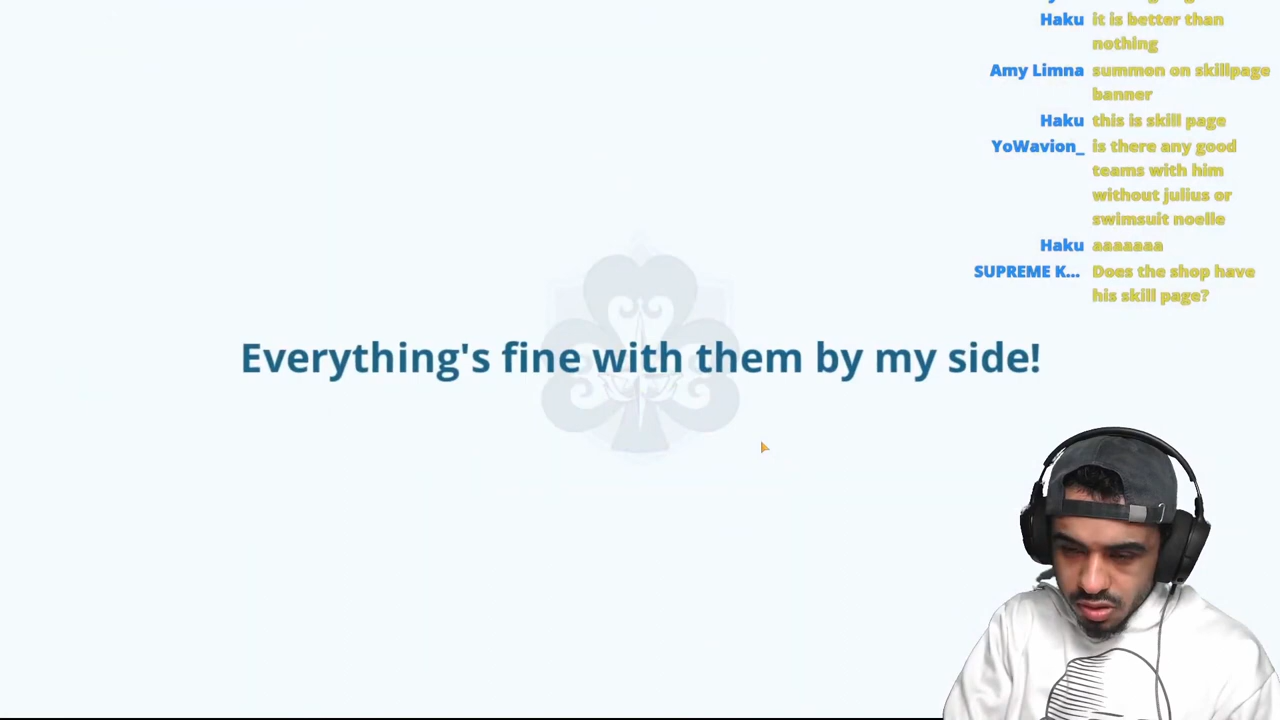 Haku it is better than
nothing
Amy Limna summon on skillpage
banner
Haku this is skill page
YoWavion_ is there any good
teams with him
without julius or
swimsuit noelle
Haku aaaaaaa
SUPREME K... Does the shop have
his skill page?
Everything's fine with them by my side!